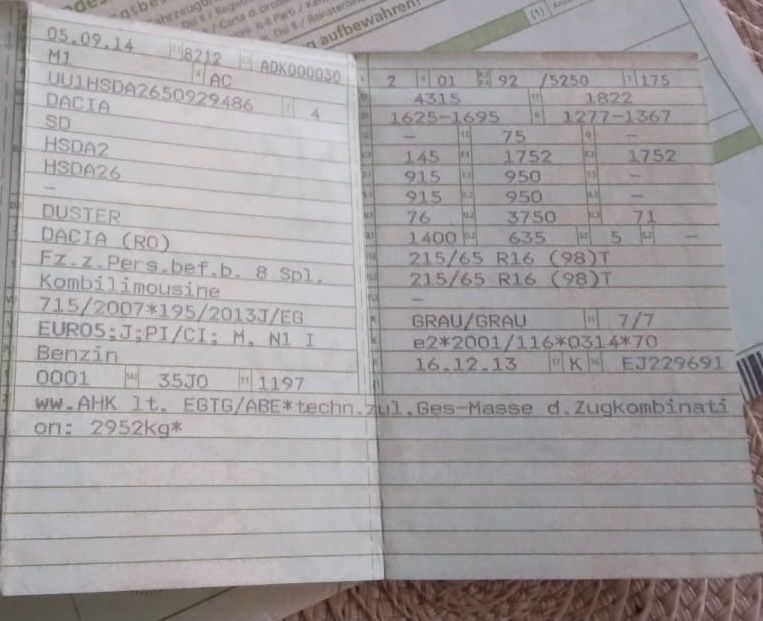 aufbewahren
(1)
05.09.14 8212 ADK000030
M1 AC
UU1HSDA2650929486 4
DACIA
SD
HSDA2
HSDA26
—
DUSTER
DACIA (RO)
Fz.z.Pers.bef.b. 8 Spl.
Kombilimousine
715/2007*195/2013J/EG
EURO5;J;PI/CI; M, N1 I
Benzin
0001 35J0 1197
ww.AHK lt. EGTG/ABE*techn.zul.Ges-Masse d.Zugkombinati
on: 2952kg*
2 01 92 /5250 175
4315 1822
1625-1695 1277-1367
— 75 —
145 1752 1752
915 950 —
915 950 —
76 3750 71
1400 635 5 —
215/65 R16 (98)T
215/65 R16 (98)T
—
GRAU/GRAU 7/7
e2*2001/116*0314*70
16.12.13 K EJ229691